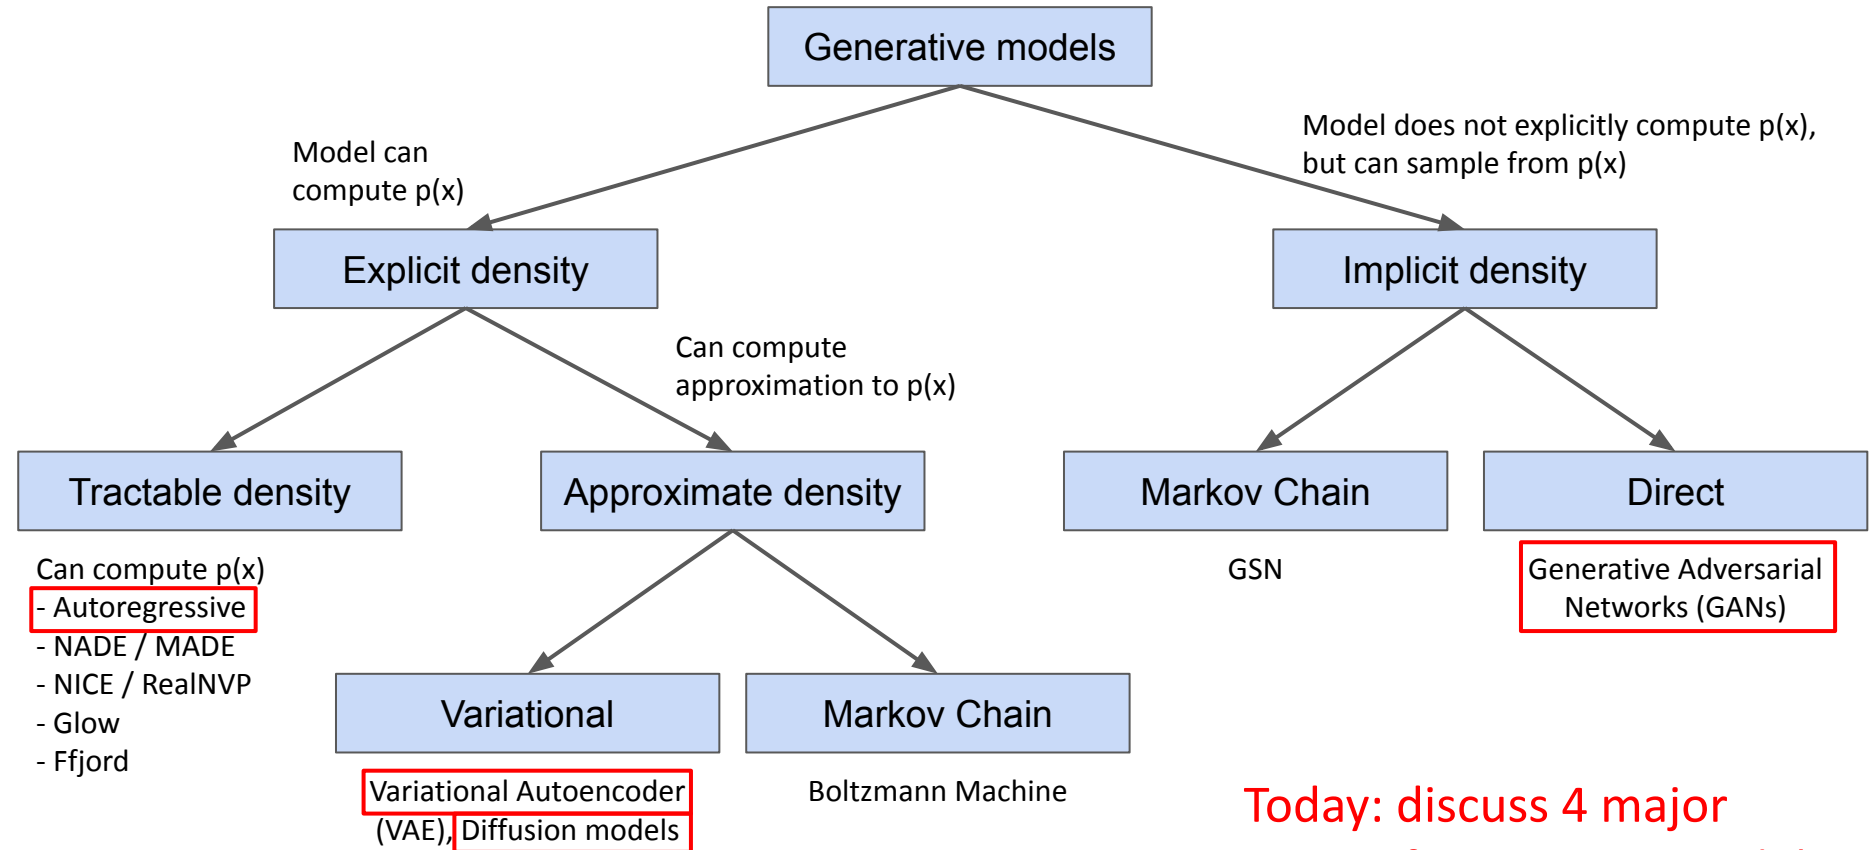 Generative models
Model can
compute p(x)
Model does not explicitly compute p(x),
but can sample from p(x)
Explicit density
Implicit density
Can compute
approximation to p(x)
Tractable density
Approximate density
Markov Chain
Direct
Can compute p(x)
- Autoregressive
- NADE / MADE
- NICE / RealNVP
- Glow
- Ffjord
GSN
Generative Adversarial
Networks (GANs)
Variational
Markov Chain
Variational Autoencoder
(VAE), Diffusion models
Boltzmann Machine
Today: discuss 4 major